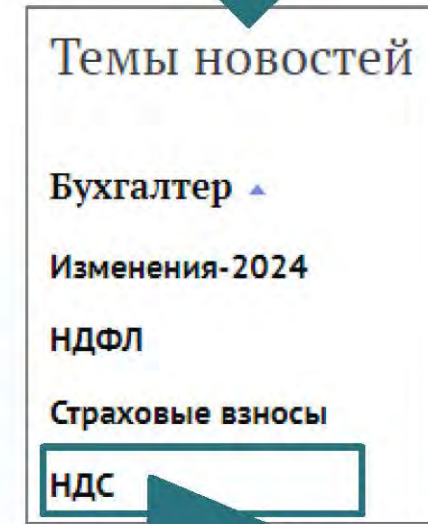 Темы новостей
Бухгалтер
Изменения-2024
НДФЛ
Страховые взносы
НДС